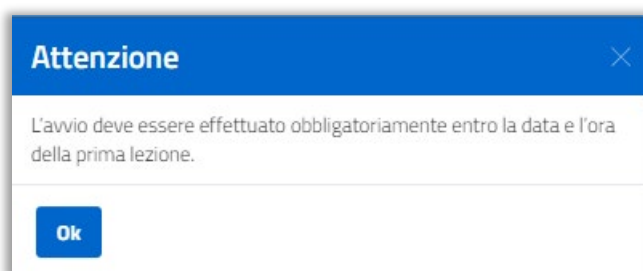 Attenzione
L'avvio deve essere effettuato obbligatoriamente entro la data e l'ora
della prima lezione.
Ok